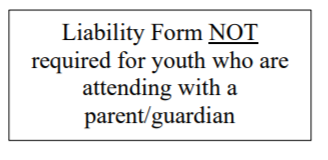 Liability Form NOT
required for youth who are
attending with a
parent/guardian